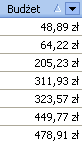 Budżet
48,89 zł
64,22 zł
205,23 zł
311,93 zł
323,57 zł
449,77 zł
478,91 zł